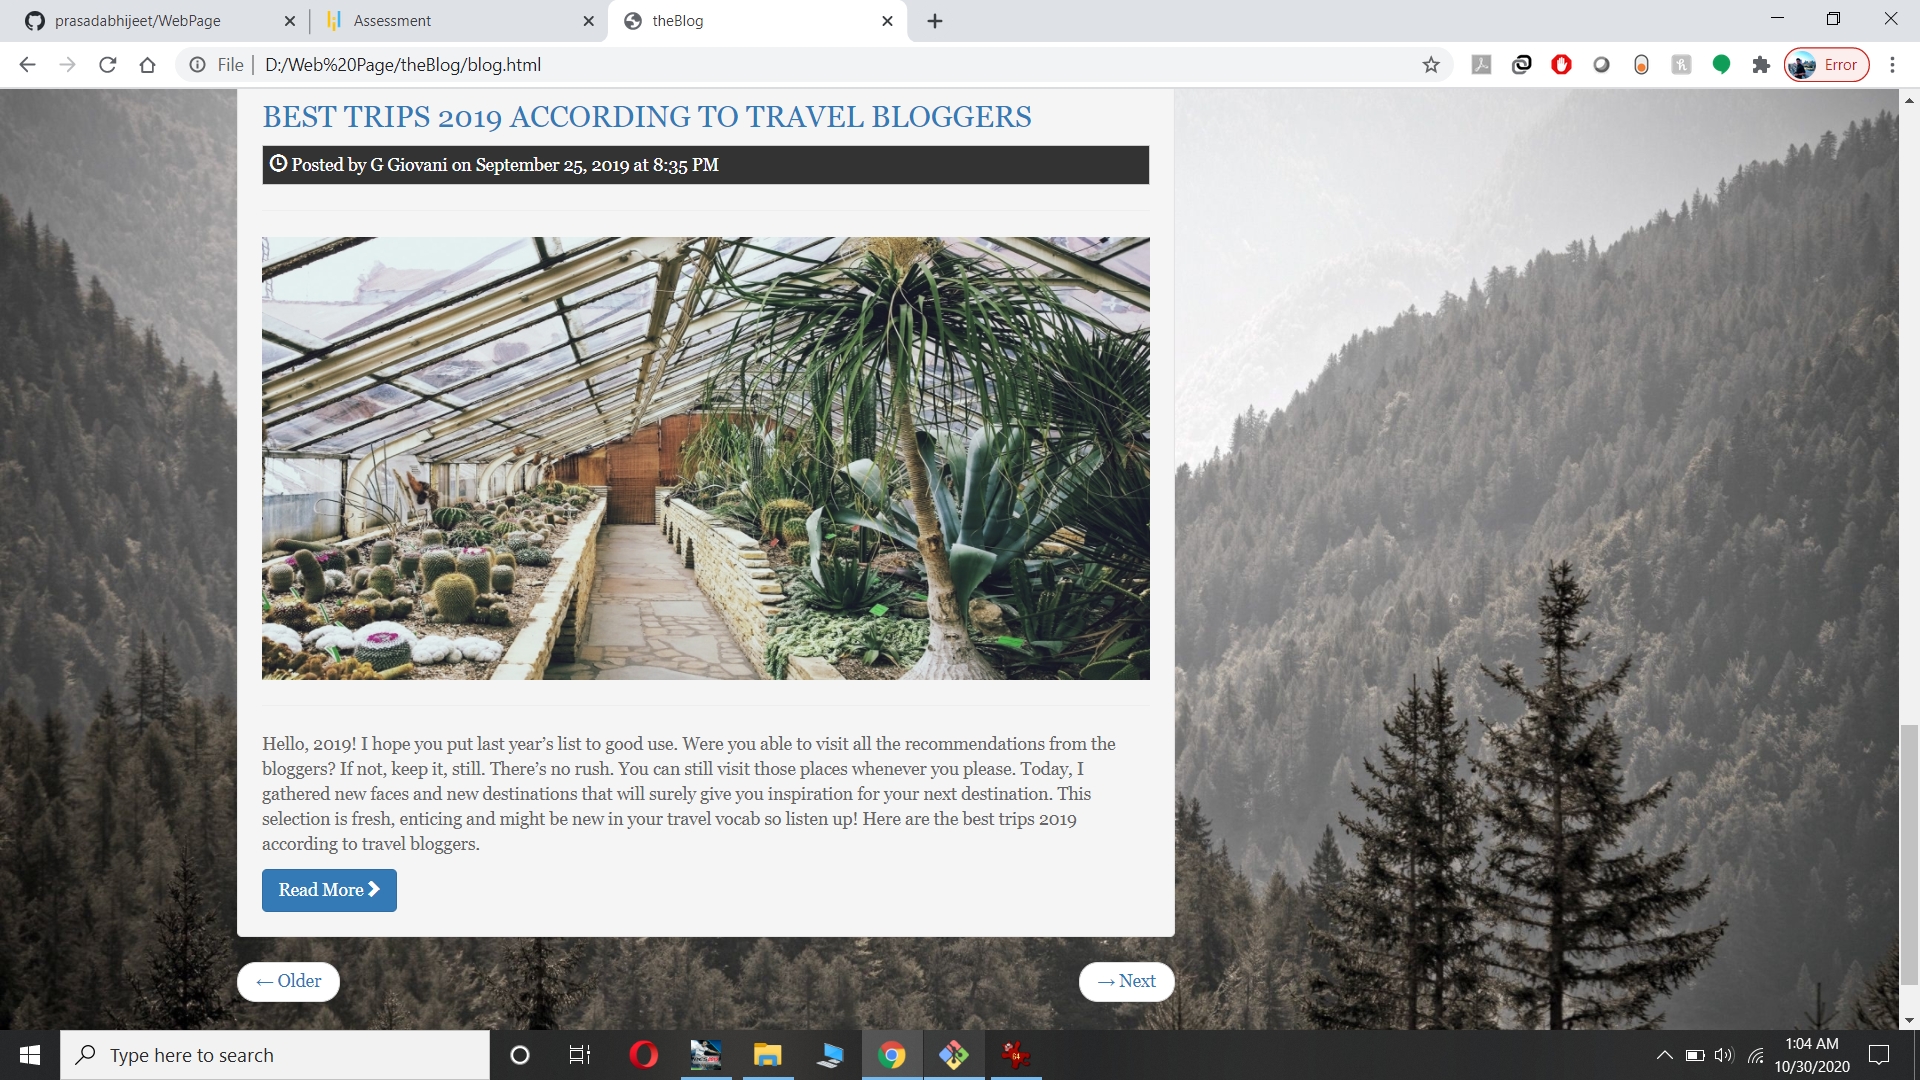 prasadabhijeet/WebPage
Assessment
theBlog
File
D:/Web%20Page/theBlog/blog.html
Error
BEST TRIPS 2019 ACCORDING TO TRAVEL BLOGGERS
Posted by G Giovani on September 25, 2019 at 8:35 PM
Hello, 2019! I hope you put last year’s list to good use. Were you able to visit all the recommendations from the
bloggers? If not, keep it, still. There’s no rush. You can still visit those places whenever you please. Today, I
gathered new faces and new destinations that will surely give you inspiration for your next destination. This
selection is fresh, enticing and might be new in your travel vocab so listen up! Here are the best trips 2019
according to travel bloggers.
Read More
← Older
→ Next
Type here to search
64
1:04 AM
10/30/2020